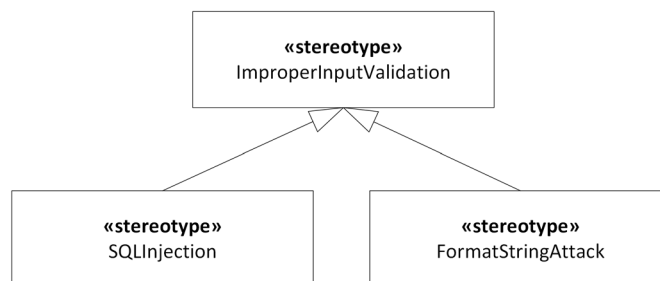 «stereotype»
ImproperInputValidation
«stereotype»
SQLInjection
«stereotype»
FormatStringAttack